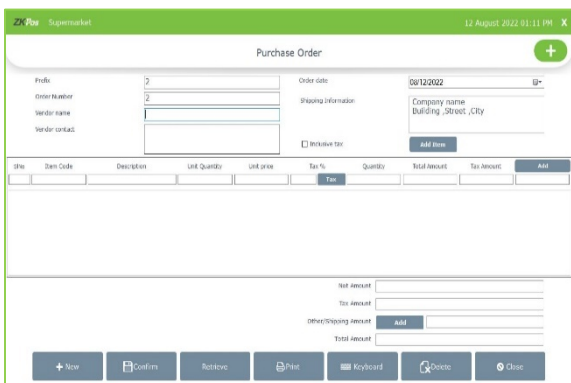 ZKPos Supermarket 12 August 2022 01:11 PM X
Purchase Order +
Prefix 2 Order date 08/12/2022
Order Number 2 Shipping Information Company name
Building ,Street ,City
Vendor name
Vendor contact
Inclusive tax Add Item
SNo Item Code Description Unit Quantity Unit price Tax % Quantity Total Amount Tax Amount Add
Tax
Net Amount
Tax Amount
Other/Shipping Amount Add
Total Amount
+ New Confirm Retrieve Print Keyboard Delete Close